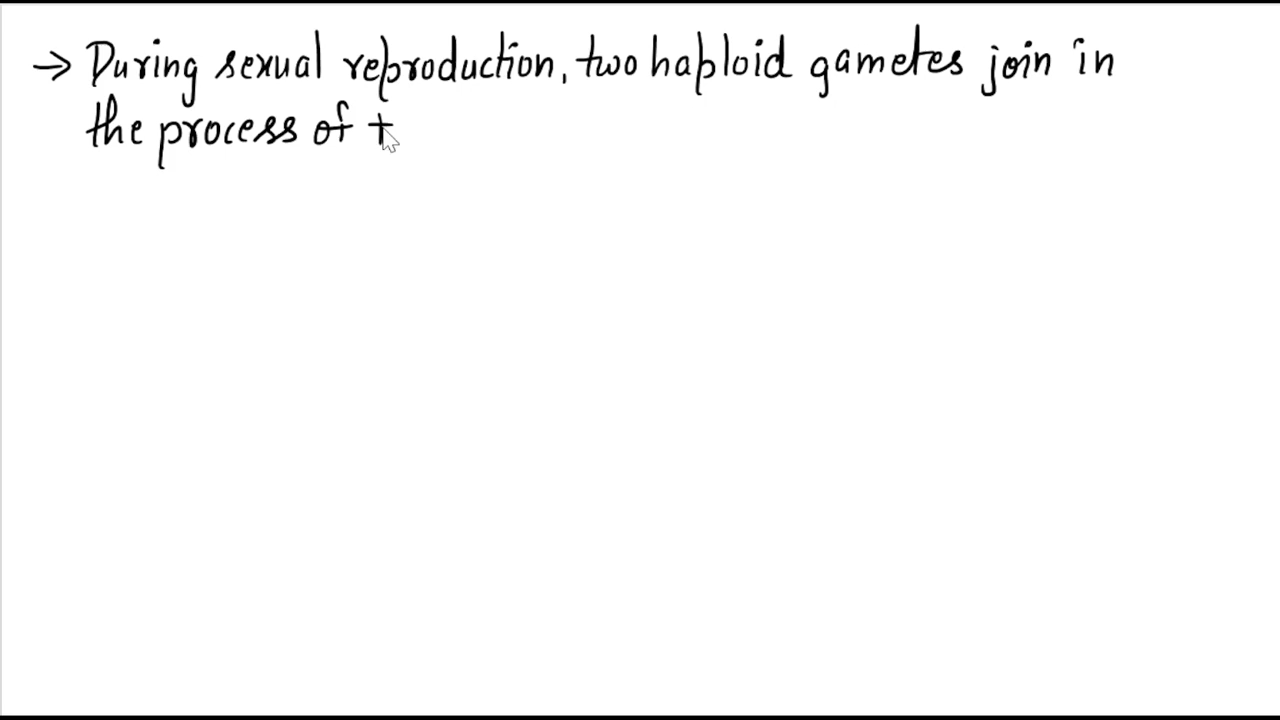 → During sexual reproduction, two haploid gametes join in
the process of